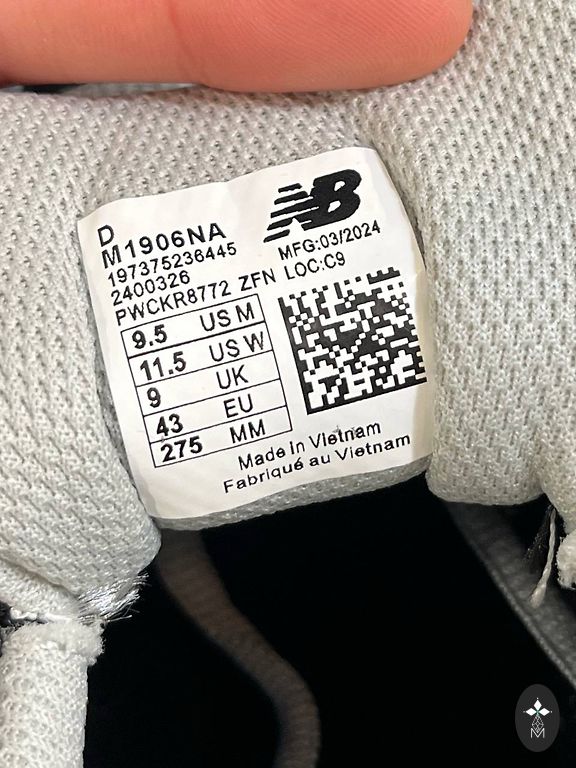 NB
D
M1906NA
197375236445
MFG:03/2024
2400326
LOC:C9
PWCKR8772 ZFN
9.5 US M
11.5 US W
9 UK
43 EU
275 MM
Made in Vietnam
Fabriqué au Vietnam
M